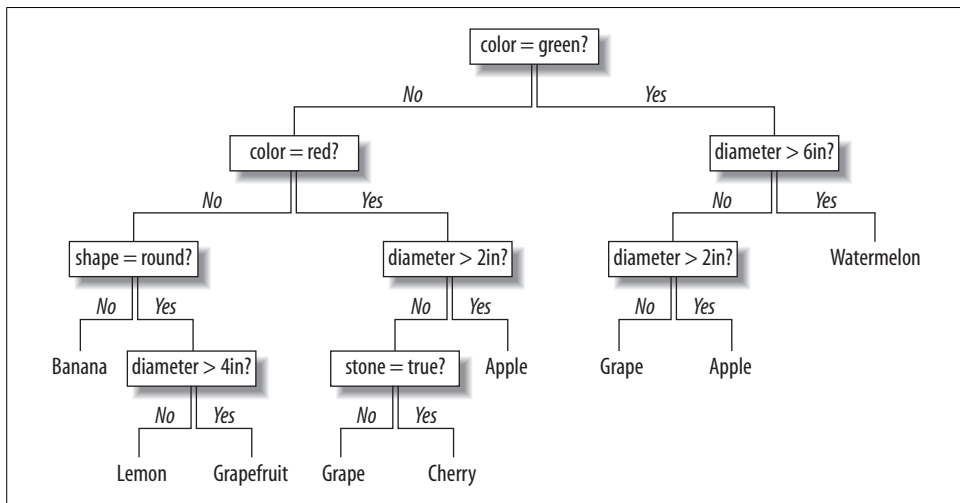 color = green?
No
Yes
color = red?
diameter > 6in?
No
Yes
No
Yes
shape = round?
diameter > 2in?
diameter > 2in?
Watermelon
No
Yes
No
Yes
No
Yes
Banana
diameter > 4in?
stone = true?
Apple
Grape
Apple
No
Yes
No
Yes
Lemon
Grapefruit
Grape
Cherry